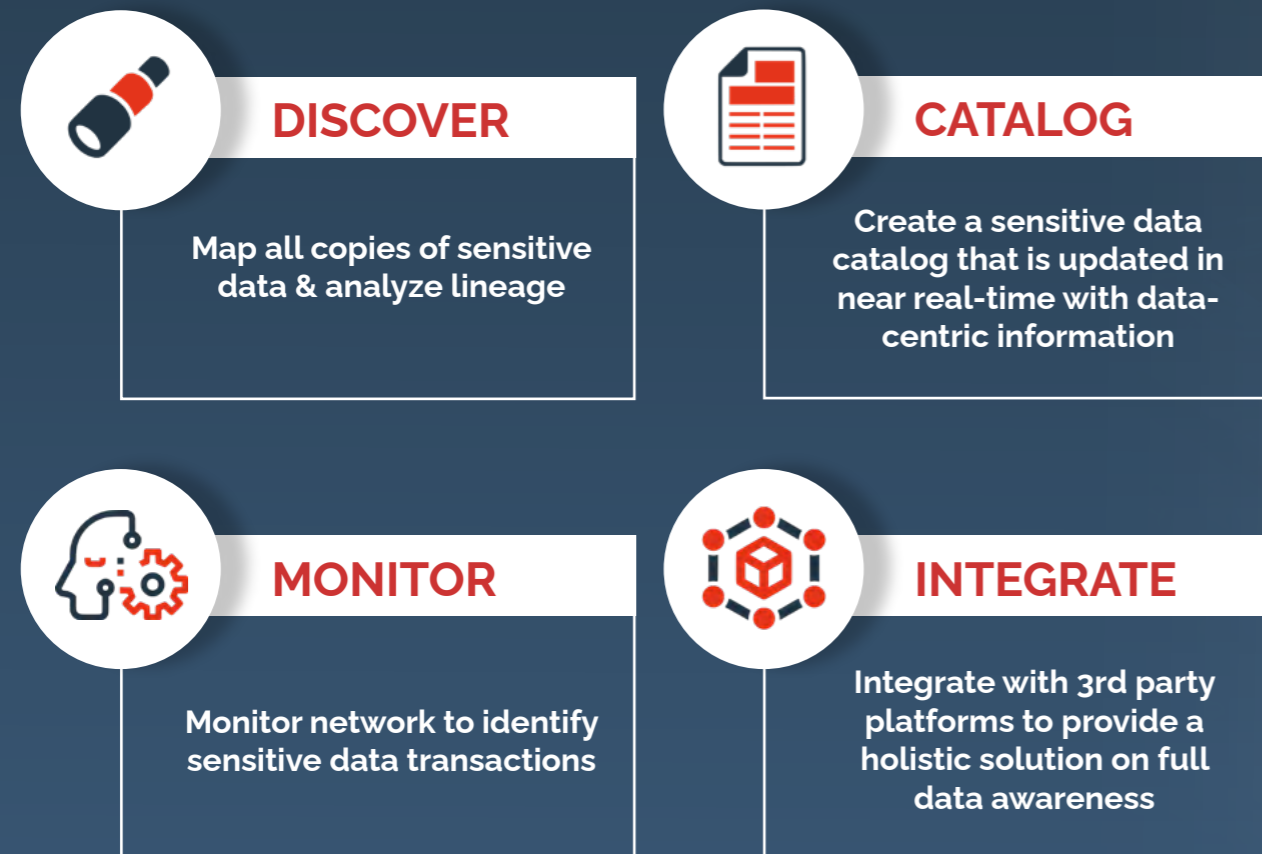 DISCOVER
Map all copies of sensitive
data & analyze lineage
CATALOG
Create a sensitive data
catalog that is updated in
near real-time with data-
centric information
MONITOR
Monitor network to identify
sensitive data transactions
INTEGRATE
Integrate with 3rd party
platforms to provide a
holistic solution on full
data awareness